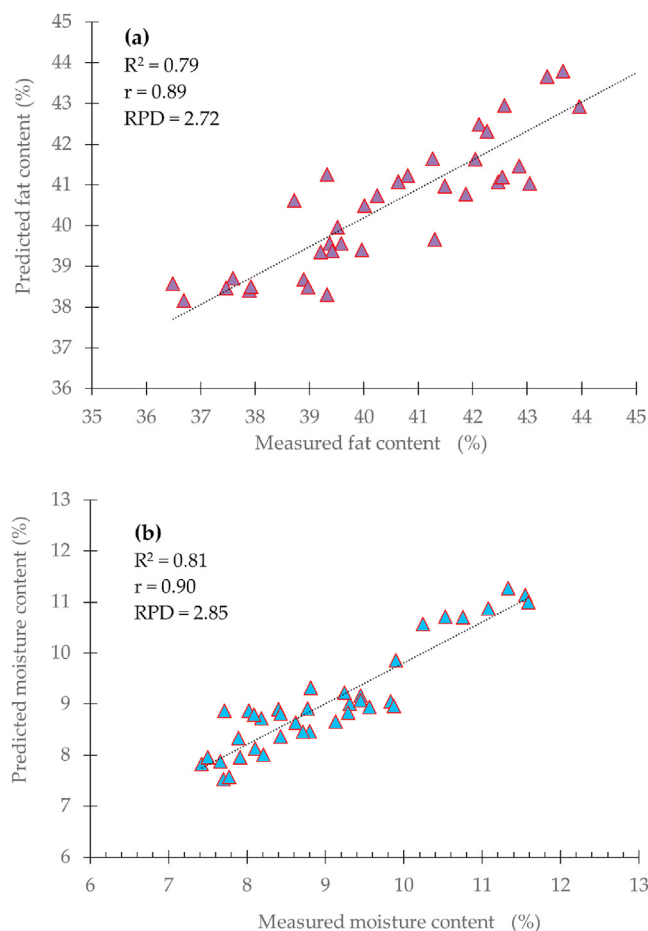 (a)
R² = 0.79
r = 0.89
RPD = 2.72
Predicted fat content (%)
45
44
43
42
41
40
39
38
37
36
35 36 37 38 39 40 41 42 43 44 45
Measured fat content (%)
(b)
R² = 0.81
r = 0.90
RPD = 2.85
Predicted moisture content (%)
13
12
11
10
9
8
7
6
6 7 8 9 10 11 12 13
Measured moisture content (%)